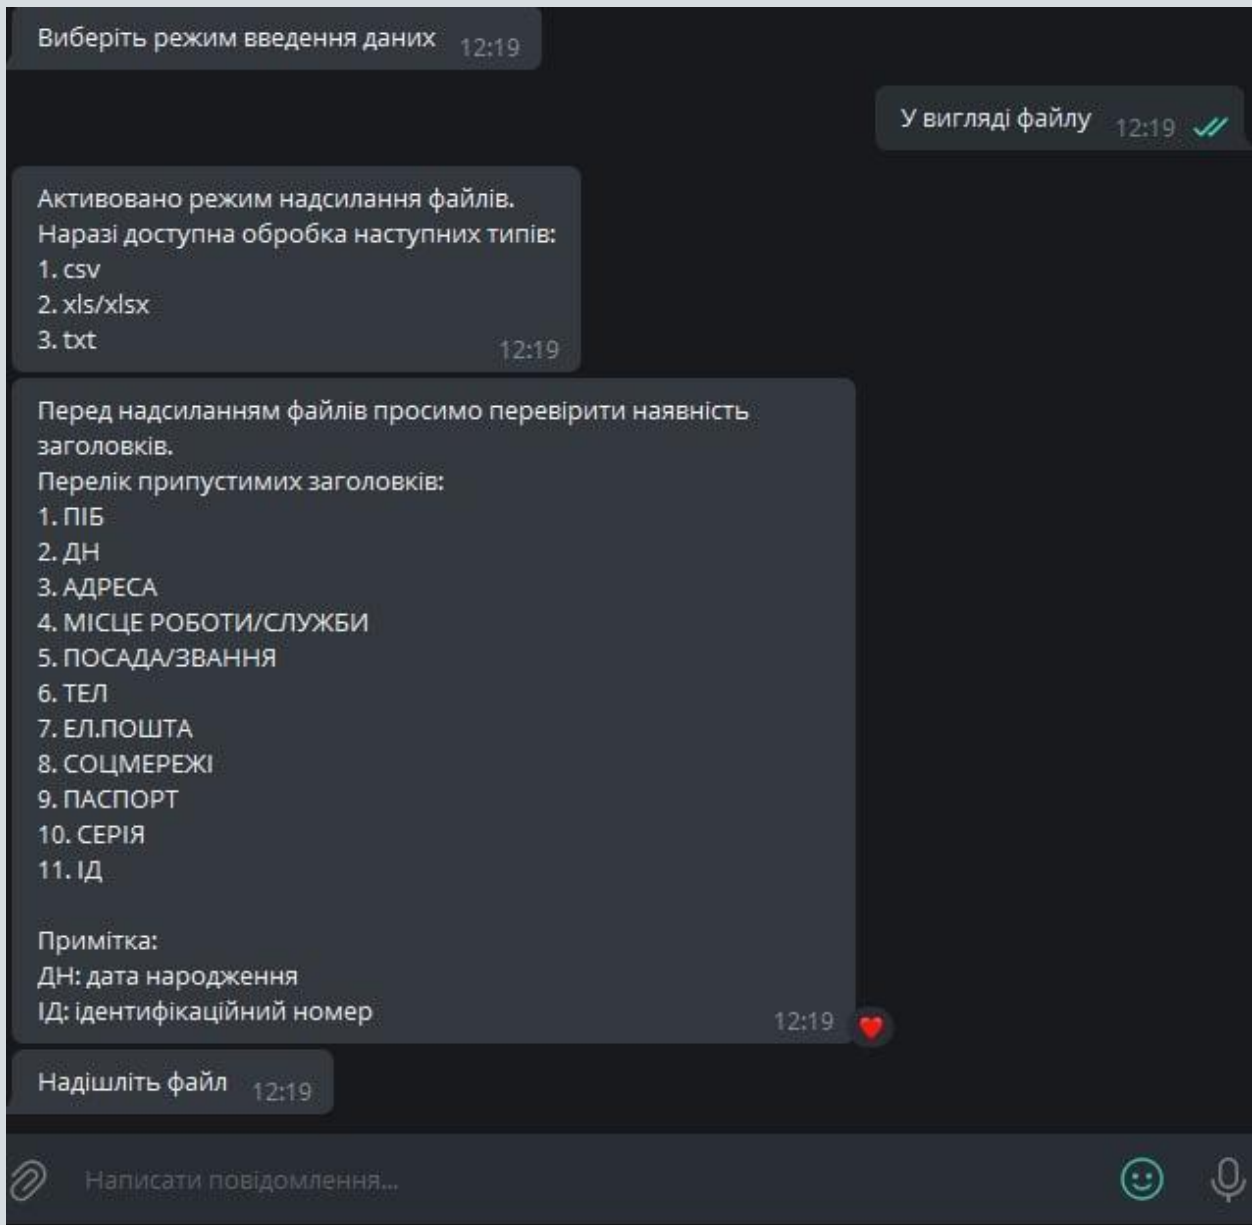 Виберіть режим введення даних 12:19
У вигляді файлу 12:19
Активовано режим надсилання файлів.
Наразі доступна обробка наступних типів:
1. csv
2. xls/xlsx
3. txt
12:19
Перед надсиланням файлів просимо перевірити наявність
заголовків.
Перелік припустимих заголовків:
1. ПІБ
2. ДН
3. АДРЕСА
4. МІСЦЕ РОБОТИ/СЛУЖБИ
5. ПОСАДА/ЗВАННЯ
6. ТЕЛ
7. ЕЛ.ПОШТА
8. СОЦМЕРЕЖІ
9. ПАСПОРТ
10. СЕРІЯ
11. ІД
Примітка:
ДН: дата народження
ІД: ідентифікаційний номер
12:19
Надішліть файл 12:19
Написати повідомлення...